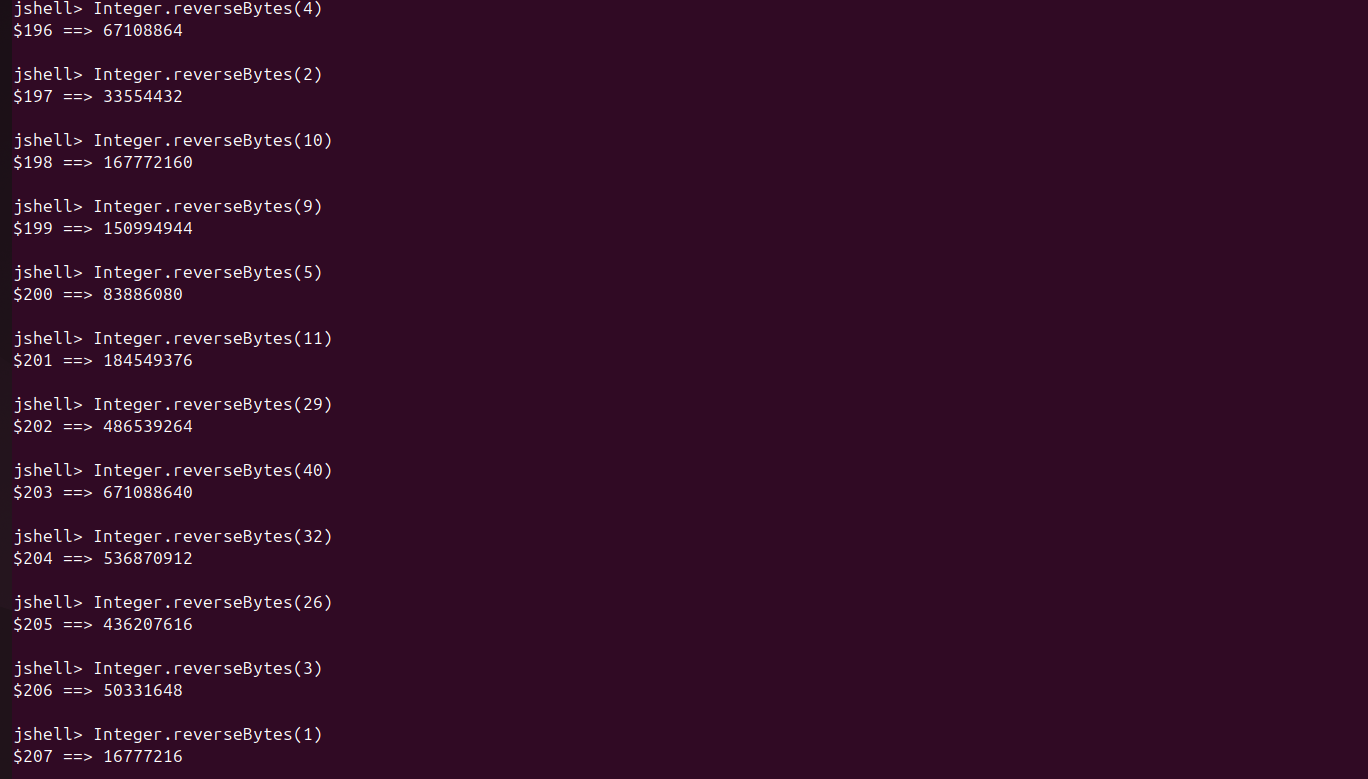 jshell> Integer.reverseBytes(4)
$196 ==> 67108864
jshell> Integer.reverseBytes(2)
$197 ==> 33554432
jshell> Integer.reverseBytes(10)
$198 ==> 167772160
jshell> Integer.reverseBytes(9)
$199 ==> 150994944
jshell> Integer.reverseBytes(5)
$200 ==> 83886080
jshell> Integer.reverseBytes(11)
$201 ==> 184549376
jshell> Integer.reverseBytes(29)
$202 ==> 486539264
jshell> Integer.reverseBytes(40)
$203 ==> 671088640
jshell> Integer.reverseBytes(32)
$204 ==> 536870912
jshell> Integer.reverseBytes(26)
$205 ==> 436207616
jshell> Integer.reverseBytes(3)
$206 ==> 50331648
jshell> Integer.reverseBytes(1)
$207 ==> 16777216